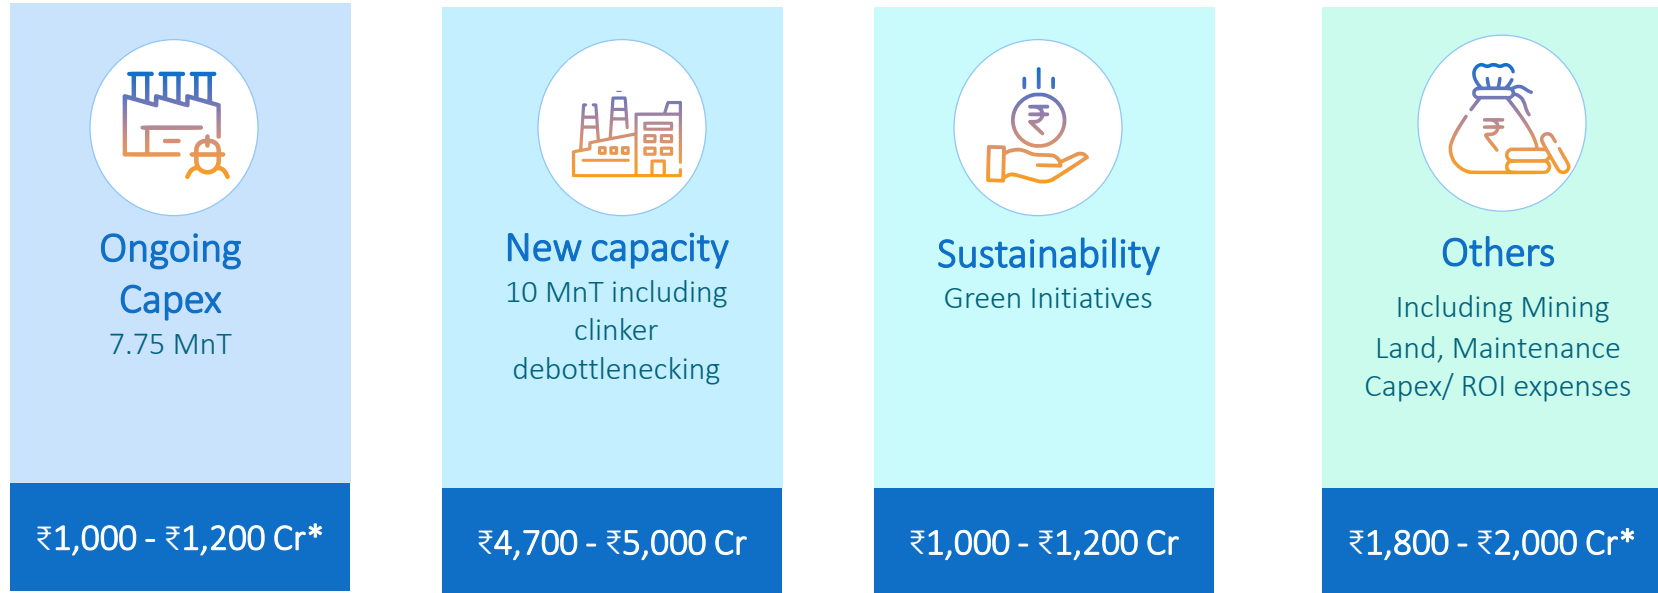 Ongoing
Capex
7.75 MnT
₹1,000 - ₹1,200 Cr*
New capacity
10 MnT including
clinker
debottlenecking
₹4,700 - ₹5,000 Cr
₹
Sustainability
Green Initiatives
₹1,000 - ₹1,200 Cr
₹
Others
Including Mining
Land, Maintenance
Capex/ ROI expenses
₹1,800 - ₹2,000 Cr*